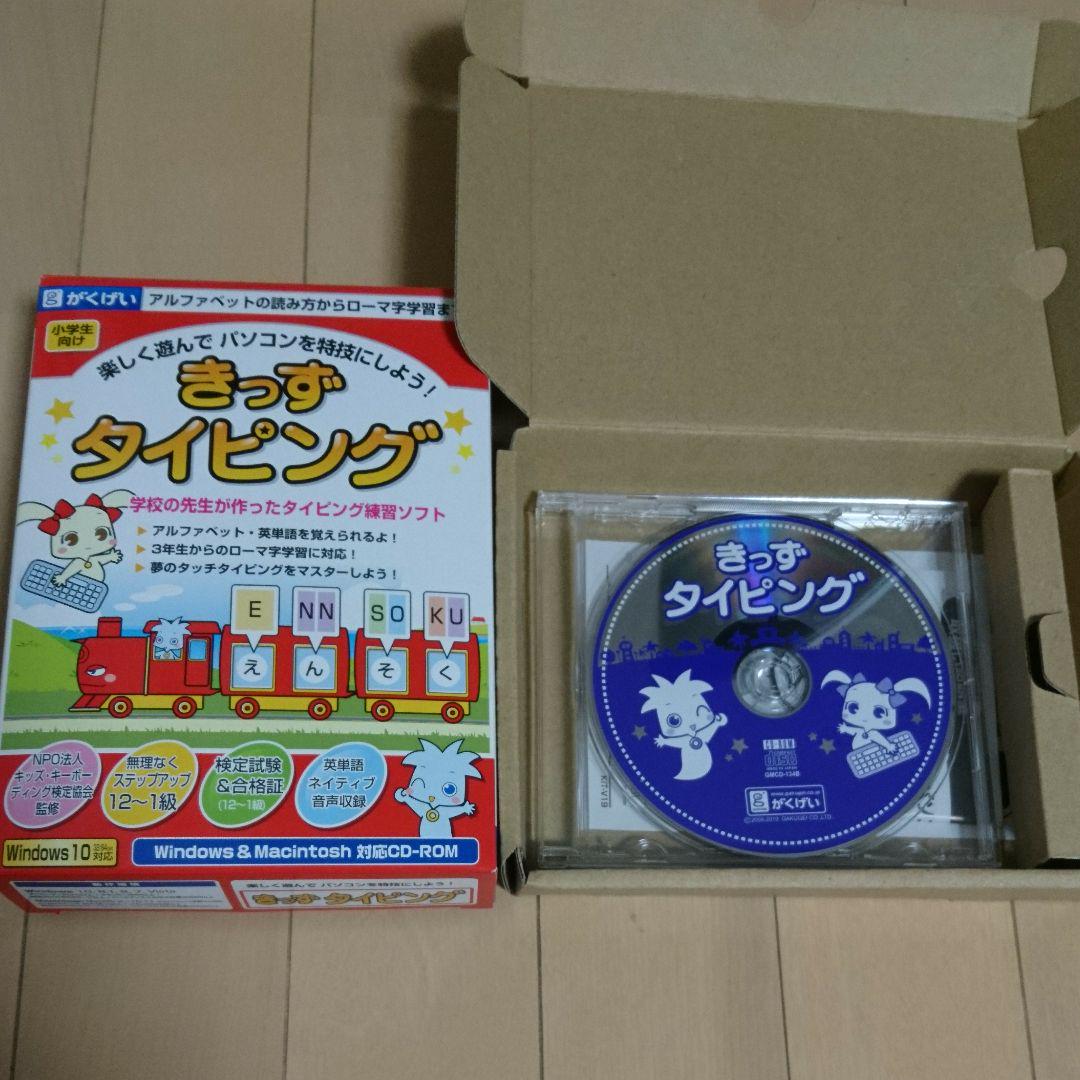 がくげい
アルファベットの読み方からローマ字学習ま
小学生
向け
楽しく遊んで パソコンを特技にしよう！
きっず
タイピング
学校の先生が作ったタイピング練習ソフト
アルファベット・英単語を覚えられるよ！
3年生からのローマ字学習に対応！
夢のタッチタイピングをマスターしよう！
E NN SO KU
え ん そ く
NPO法人
キッズ・キーボー
ディング検定協会
監修
無理なく
ステップアップ
12～1級
検定試験
&合格証
(12～1級)
英単語
ネイティブ
音声収録
Windows 10 対応
Windows & Macintosh 対応CD-ROM
動作環境
楽しく遊んで パソコンを特技にしよう！
きっず タイピング
きっず
タイピング
CD-ROM
COMPACT
disc
GMCD-134B
がくげい
KT-V19